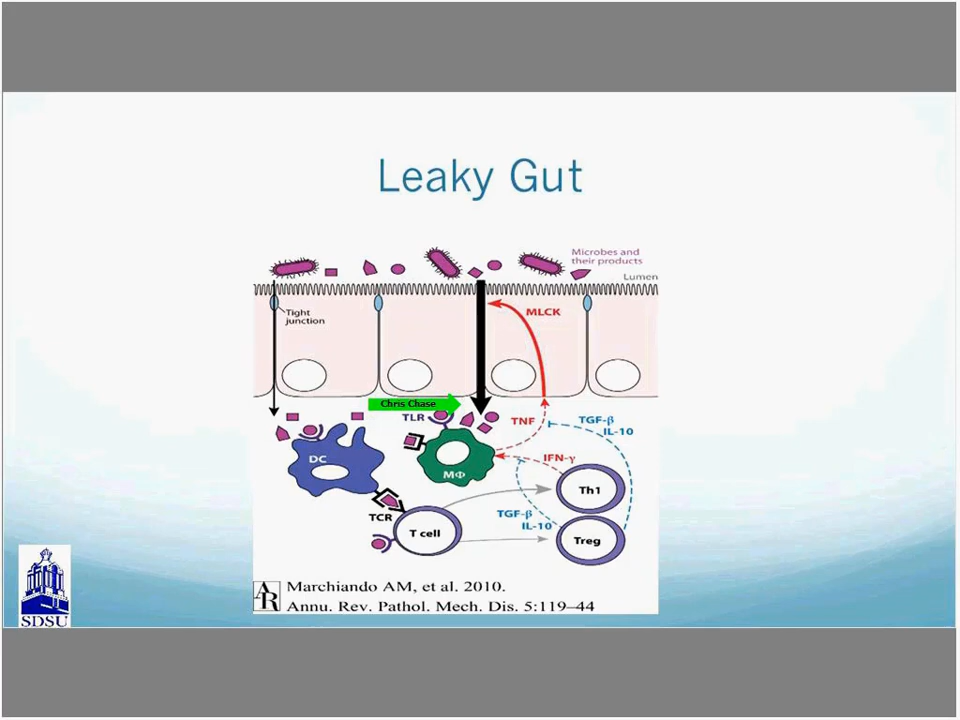 Leaky Gut
Microbes and
their products
Lumen
Tight
junction
MLCK
Chris Chase
TLR
TNF
TGF-β
IL-10
DC
MΦ
IFN-γ
Th1
TCR
T cell
TGF-β
IL-10
Treg
AR
Marchiando AM, et al. 2010.
Annu. Rev. Pathol. Mech. Dis. 5:119–44
SDSU